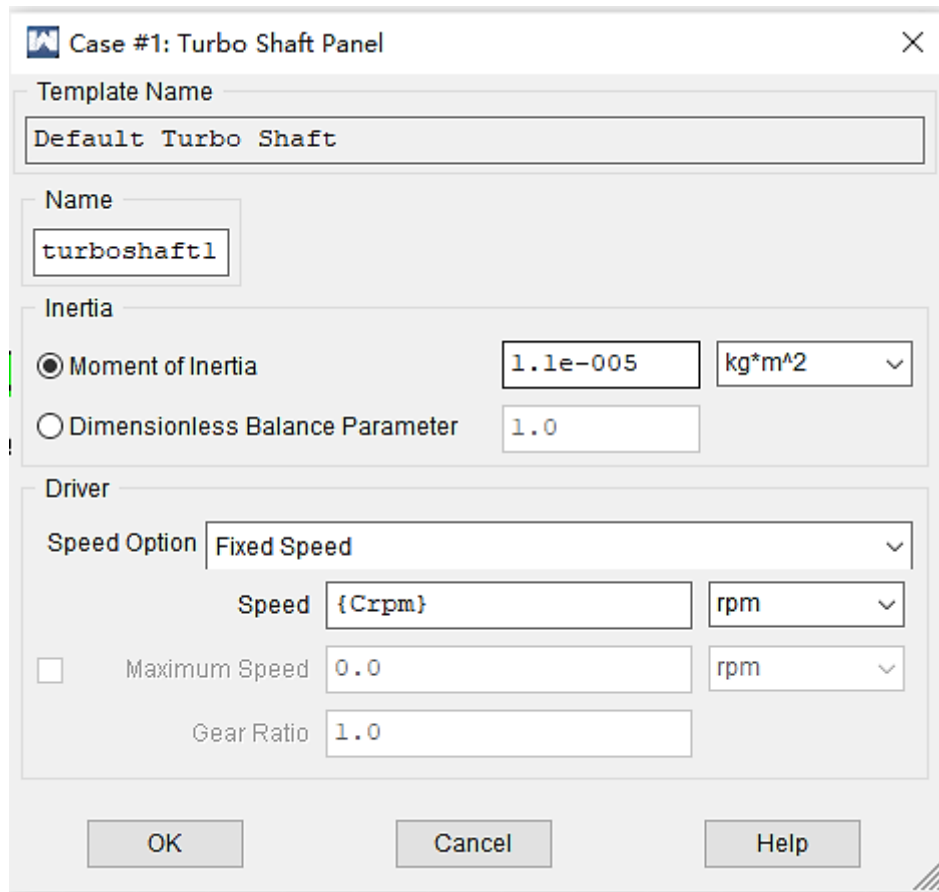 Case #1: Turbo Shaft Panel
Template Name
Default Turbo Shaft
Name
turboshaft1
Inertia
Moment of Inertia 1.1e-005 kg*m^2
Dimensionless Balance Parameter 1.0
Driver
Speed Option Fixed Speed
Speed {Crpm} rpm
Maximum Speed 0.0 rpm
Gear Ratio 1.0
OK Cancel Help